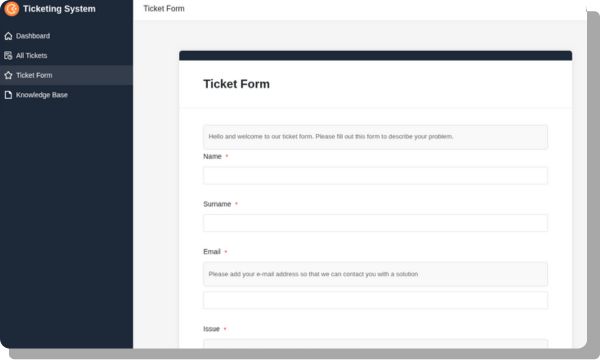 Ticketing System
Ticket Form
Dashboard
All Tickets
Ticket Form
Knowledge Base
Ticket Form
Hello and welcome to our ticket form. Please fill out this form to describe your problem.
Name *
Surname *
Email *
Please add your e-mail address so that we can contact you with a solution
Issue *